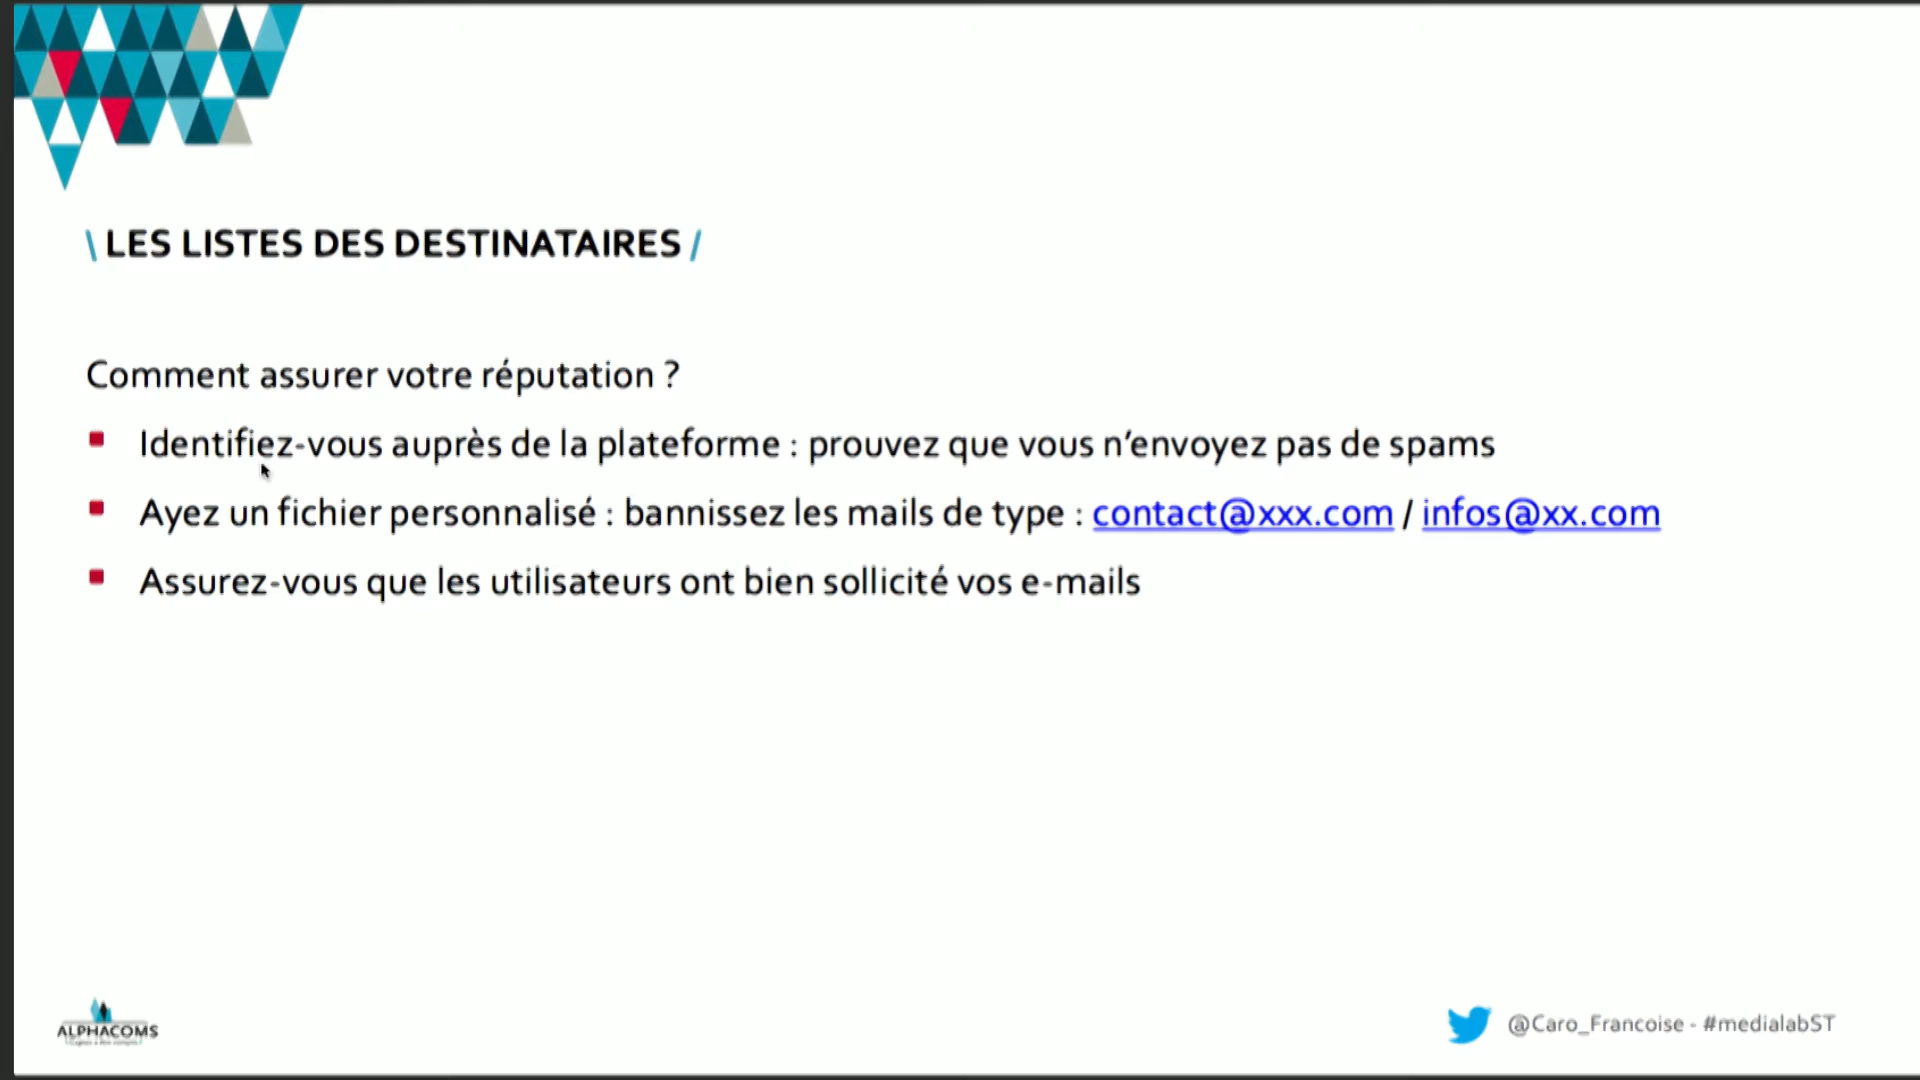 \ LES LISTES DES DESTINATAIRES /
Comment assurer votre réputation ?
Identifiez-vous auprès de la plateforme : prouvez que vous n’envoyez pas de spams
Ayez un fichier personnalisé : bannissez les mails de type : contact@xxx.com / infos@xx.com
Assurez-vous que les utilisateurs ont bien sollicité vos e-mails
ALPHACOMS
@Caro_Francoise - #medialabST